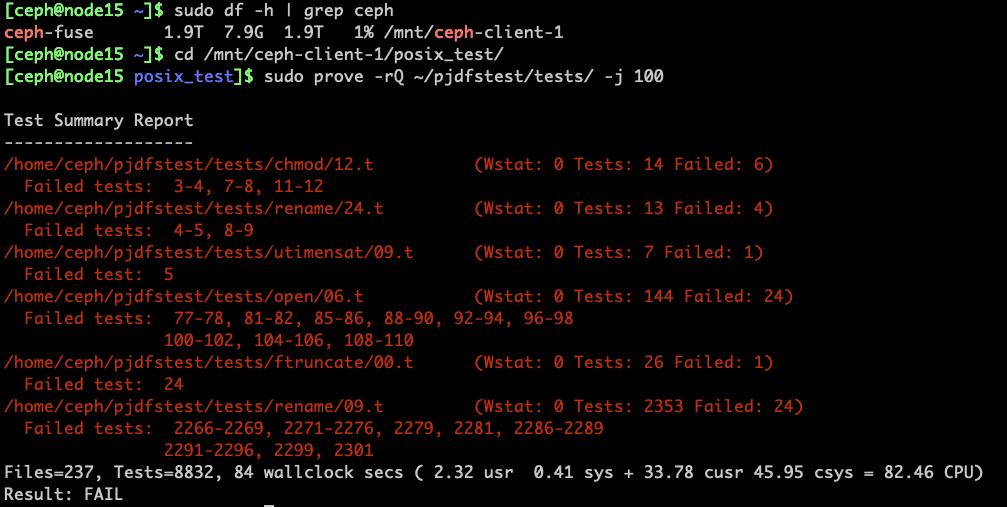 [ceph@node15 ~]$ sudo df -h | grep ceph
ceph-fuse       1.9T  7.9G  1.9T   1% /mnt/ceph-client-1
[ceph@node15 ~]$ cd /mnt/ceph-client-1/posix_test/
[ceph@node15 posix_test]$ sudo prove -rQ ~/pjdfstest/tests/ -j 100
Test Summary Report
-------------------
/home/ceph/pjdfstest/tests/chmod/12.t          (Wstat: 0 Tests: 14 Failed: 6)
  Failed tests:  3-4, 7-8, 11-12
/home/ceph/pjdfstest/tests/rename/24.t         (Wstat: 0 Tests: 13 Failed: 4)
  Failed tests:  4-5, 8-9
/home/ceph/pjdfstest/tests/utimensat/09.t      (Wstat: 0 Tests: 7 Failed: 1)
  Failed test:  5
/home/ceph/pjdfstest/tests/open/06.t           (Wstat: 0 Tests: 144 Failed: 24)
  Failed tests:  77-78, 81-82, 85-86, 88-90, 92-94, 96-98
                100-102, 104-106, 108-110
/home/ceph/pjdfstest/tests/ftruncate/00.t      (Wstat: 0 Tests: 26 Failed: 1)
  Failed test:  24
/home/ceph/pjdfstest/tests/rename/09.t         (Wstat: 0 Tests: 2353 Failed: 24)
  Failed tests:  2266-2269, 2271-2276, 2279, 2281, 2286-2289
                2291-2296, 2299, 2301
Files=237, Tests=8832, 84 wallclock secs ( 2.32 usr  0.41 sys + 33.78 cusr 45.95 csys = 82.46 CPU)
Result: FAIL